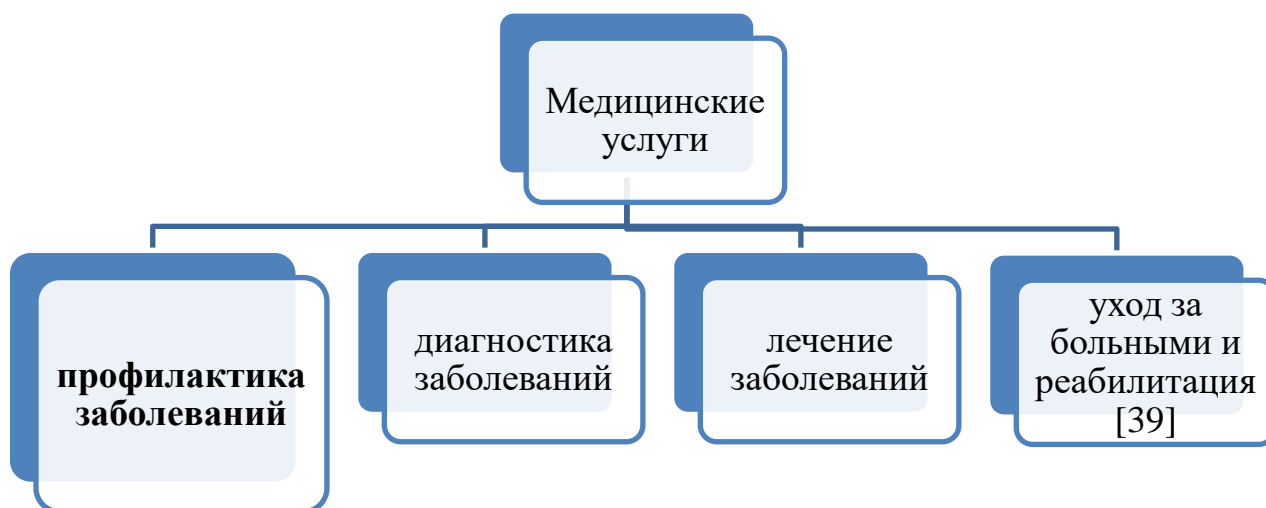 Медицинские
услуги
профилактика
заболеваний
диагностика
заболеваний
лечение
заболеваний
уход за
больными и
реабилитация
[39]